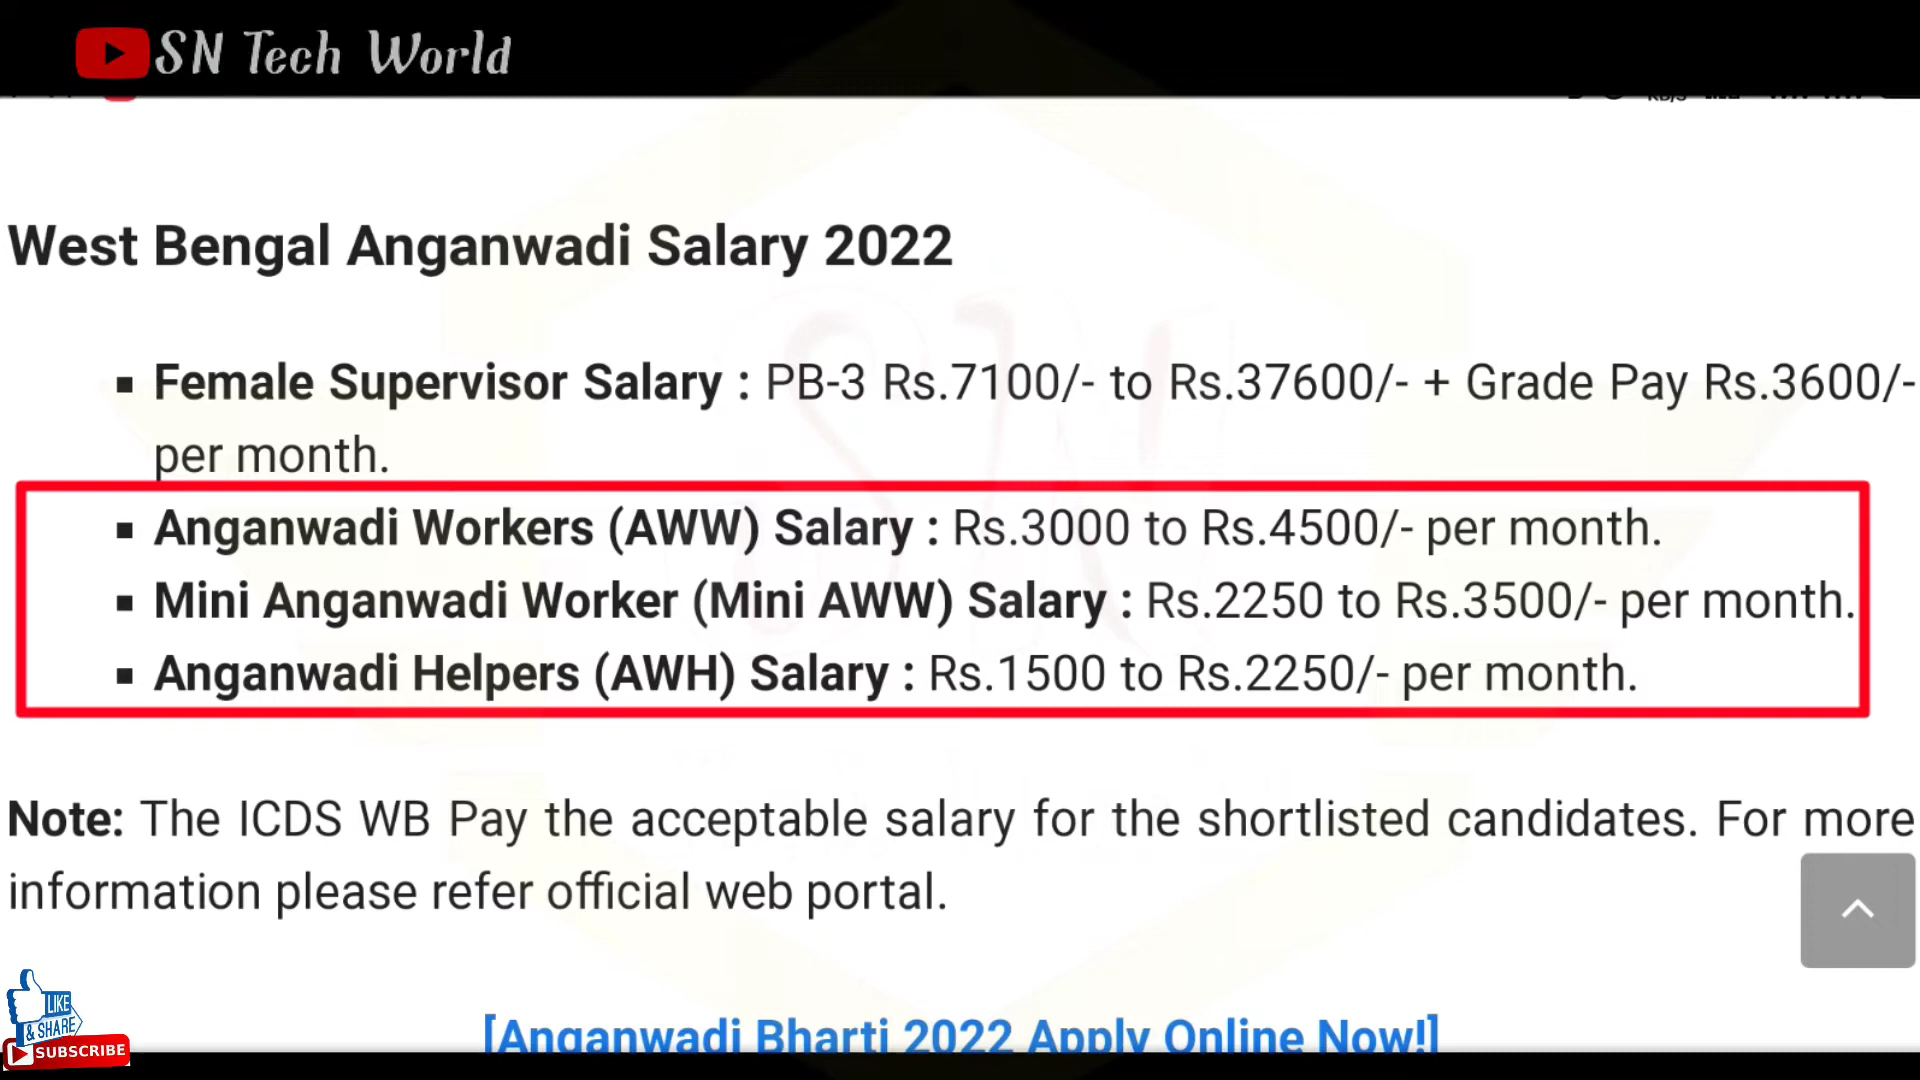 SN Tech World
West Bengal Anganwadi Salary 2022
▪ Female Supervisor Salary : PB-3 Rs.7100/- to Rs.37600/- + Grade Pay Rs.3600/-
per month.
▪ Anganwadi Workers (AWW) Salary : Rs.3000 to Rs.4500/- per month.
▪ Mini Anganwadi Worker (Mini AWW) Salary : Rs.2250 to Rs.3500/- per month.
▪ Anganwadi Helpers (AWH) Salary : Rs.1500 to Rs.2250/- per month.
Note: The ICDS WB Pay the acceptable salary for the shortlisted candidates. For more
information please refer official web portal.
LIKE
& SHARE
SUBSCRIBE
[Anganwadi Bharti 2022 Apply Online Now!]